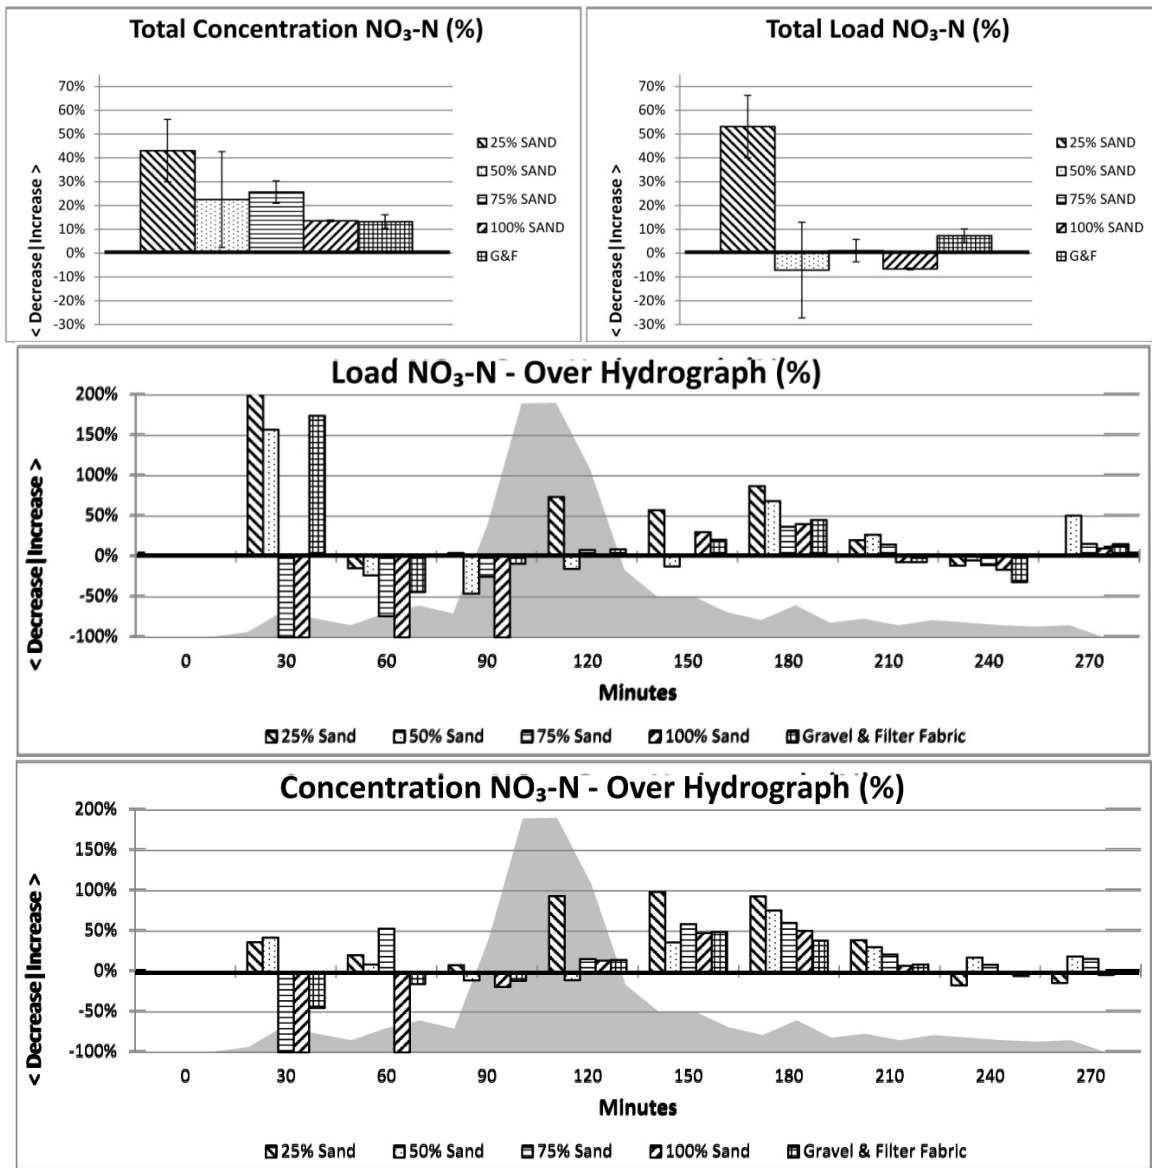 Total Concentration NO₃-N (%)
70%
60%
50%
40%
30%
20%
10%
0%
-10%
-20%
-30%
< Decrease|Increase >
25% SAND
50% SAND
75% SAND
100% SAND
G&F
Total Load NO₃-N (%)
70%
60%
50%
40%
30%
20%
10%
0%
-10%
-20%
-30%
< Decrease|Increase >
25% SAND
50% SAND
75% SAND
100% SAND
G&F
Load NO₃-N - Over Hydrograph (%)
200%
150%
100%
50%
0%
-50%
-100%
< Decrease|Increase >
0 30 60 90 120 150 180 210 240 270
Minutes
25% Sand 50% Sand 75% Sand 100% Sand Gravel & Filter Fabric
Concentration NO₃-N - Over Hydrograph (%)
200%
150%
100%
50%
0%
-50%
-100%
< Decrease|Increase >
0 30 60 90 120 150 180 210 240 270
Minutes
25% Sand 50% Sand 75% Sand 100% Sand Gravel & Filter Fabric